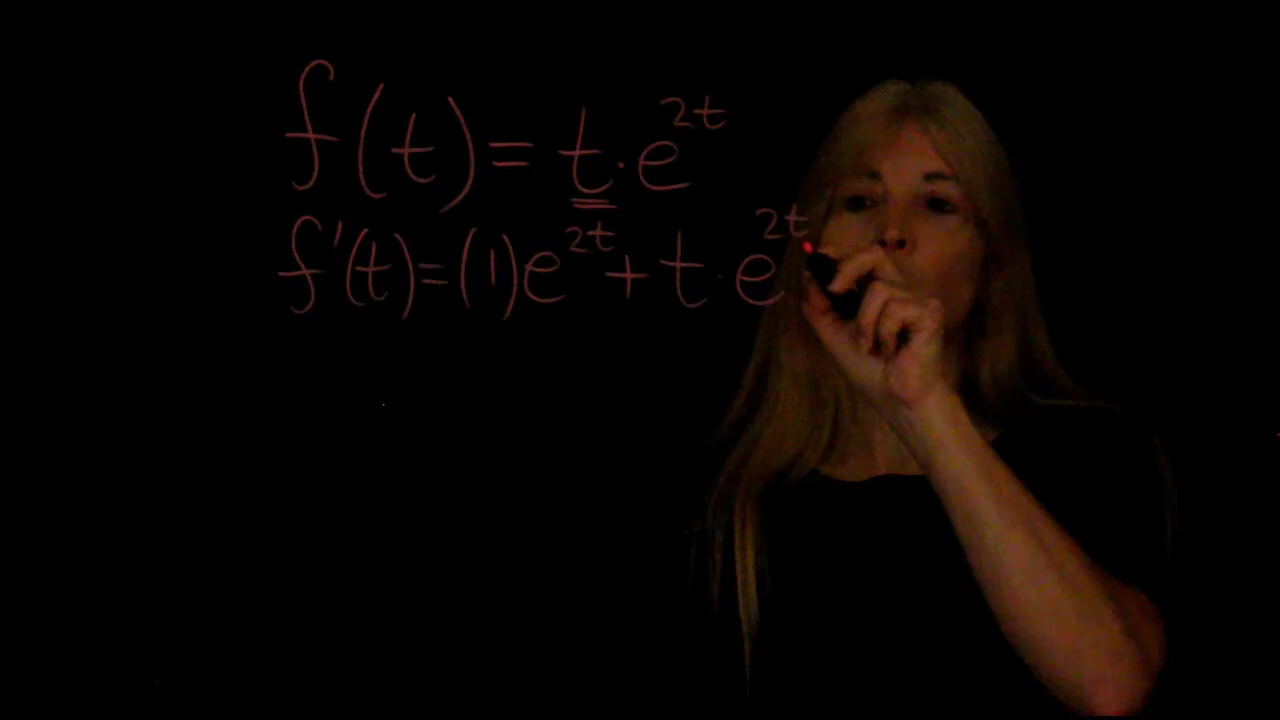 f(t) = t · e^{2t}
f'(t) = (1)e^{2t} + t · e^{2t}